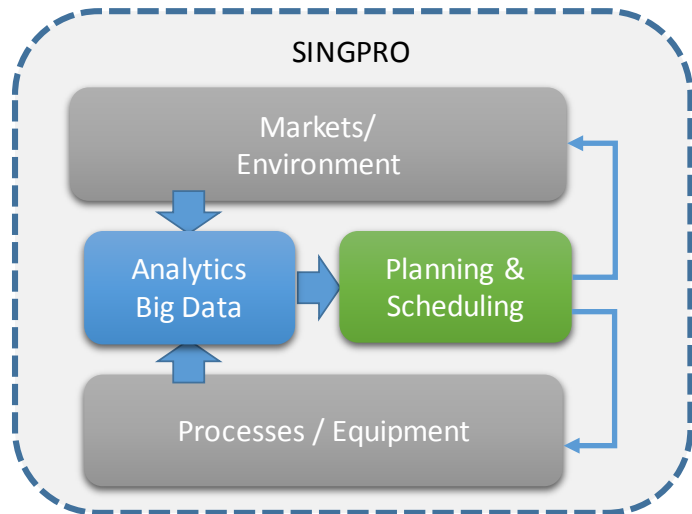 SINGPRO
Markets/
Environment
Analytics
Big Data
Planning &
Scheduling
Processes / Equipment